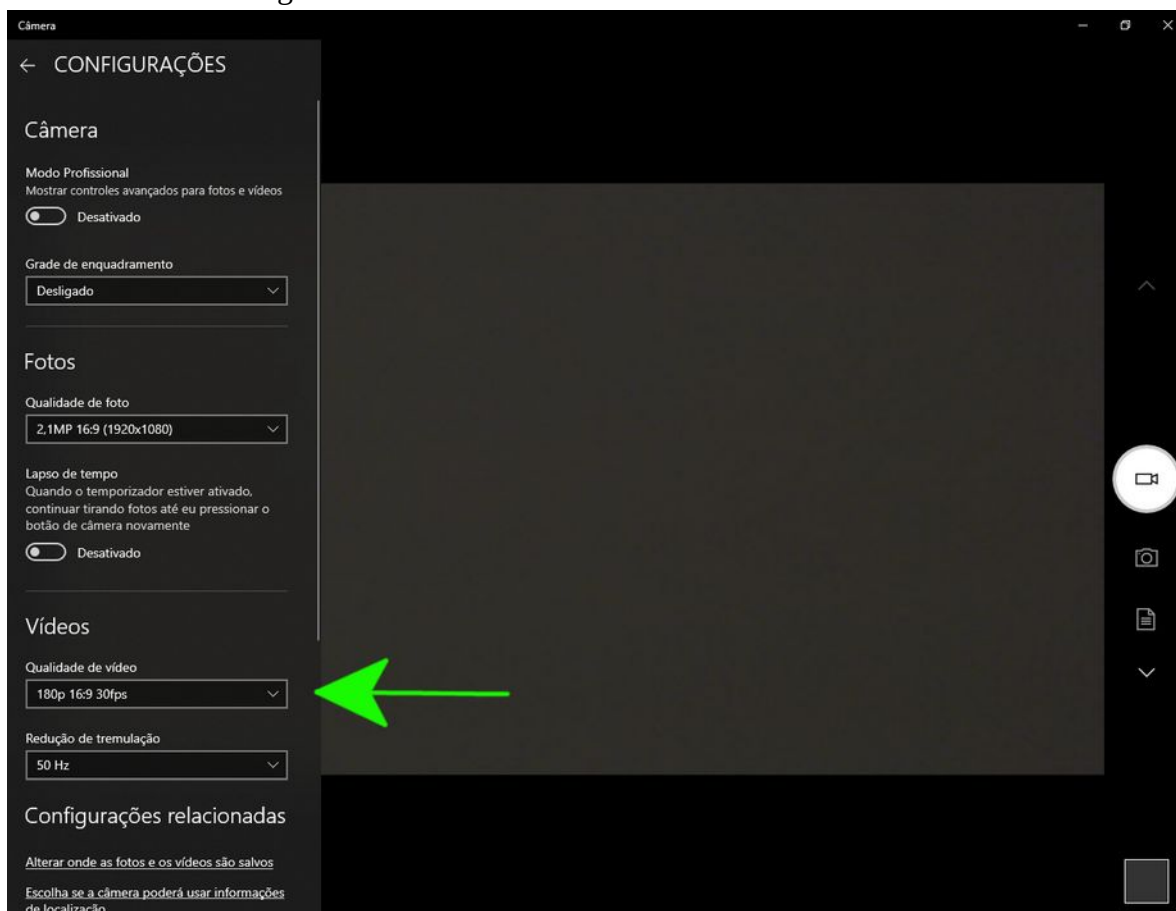 Câmera
CONFIGURAÇÕES
Câmera
Modo Profissional
Mostrar controles avançados para fotos e vídeos
Desativado
Grade de enquadramento
Desligado
Fotos
Qualidade de foto
2,1MP 16:9 (1920x1080)
Lapso de tempo
Quando o temporizador estiver ativado,
continuar tirando fotos até eu pressionar o
botão de câmera novamente
Desativado
Vídeos
Qualidade de vídeo
180p 16:9 30fps
Redução de tremulação
50 Hz
Configurações relacionadas
Alterar onde as fotos e os vídeos são salvos
Escolha se a câmera poderá usar informações
de localização